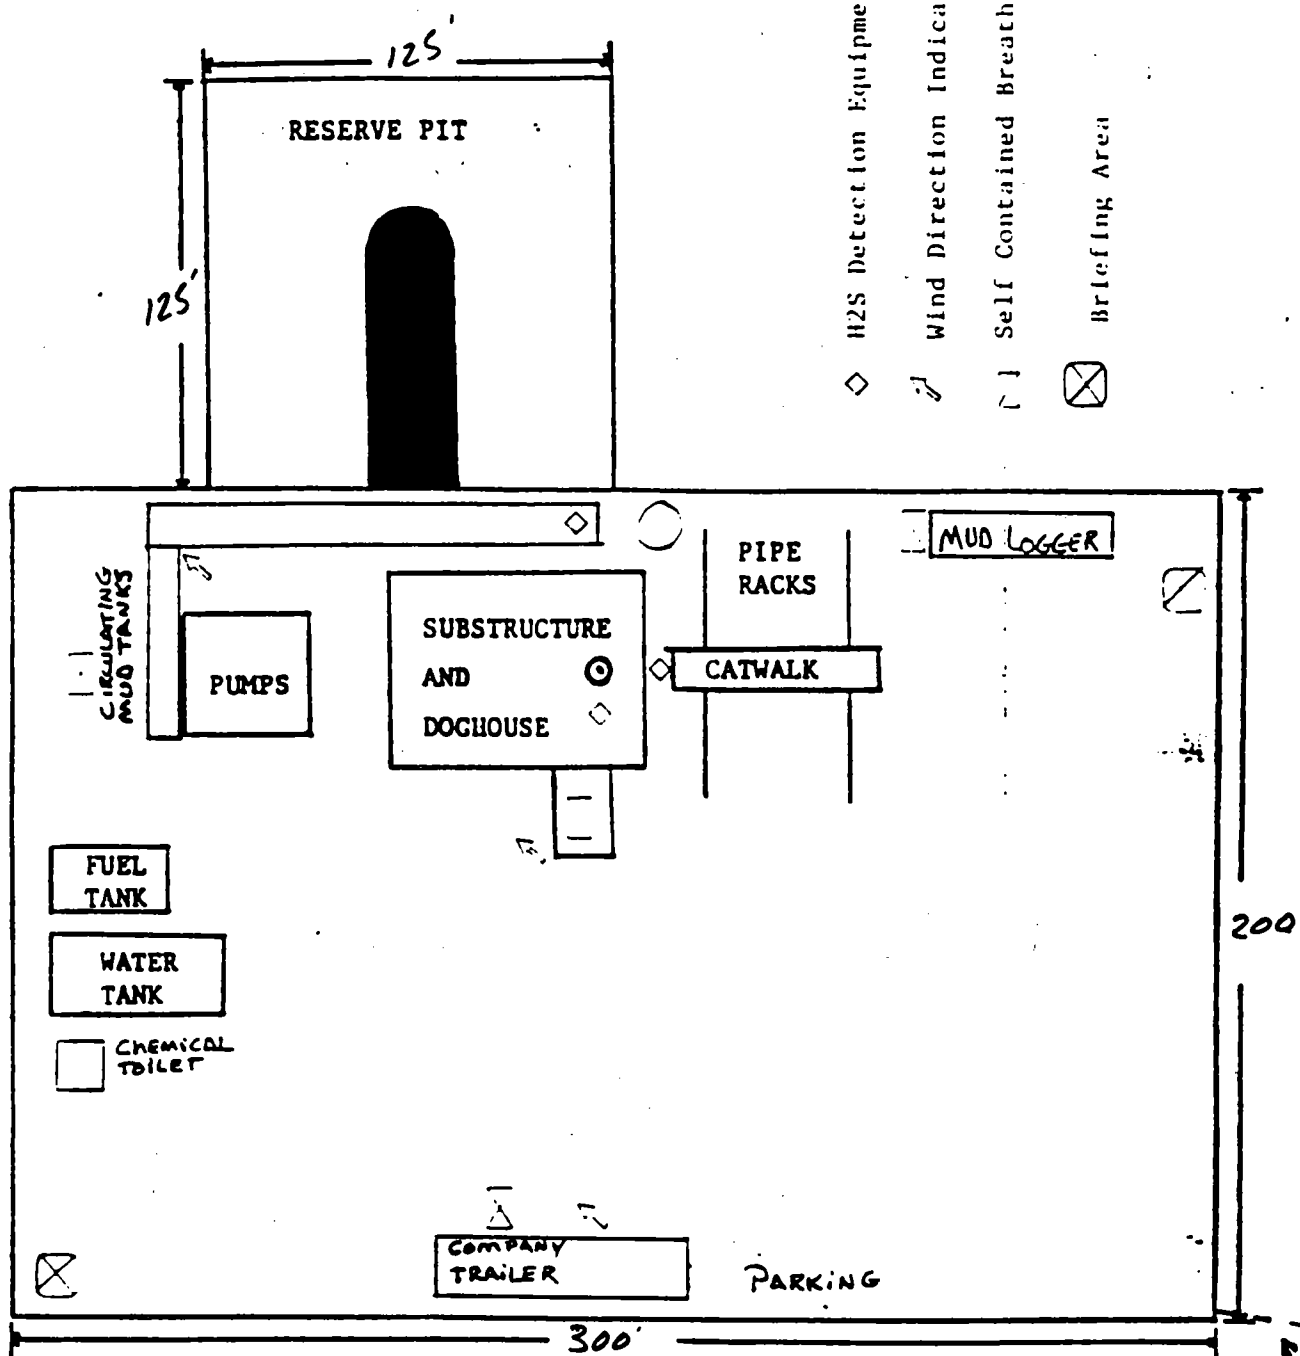 125'
RESERVE PIT
125'
H2S Detection Equipme
Wind Direction Indica
Self Contained Breath
Briefing Area
CIRCULATING
MUD TANKS
PUMPS
SUBSTRUCTURE
AND
DOGHOUSE
PIPE
RACKS
CATWALK
MUD LOGGER
FUEL
TANK
WATER
TANK
CHEMICAL
TOILET
200
COMPANY
TRAILER
PARKING
300'